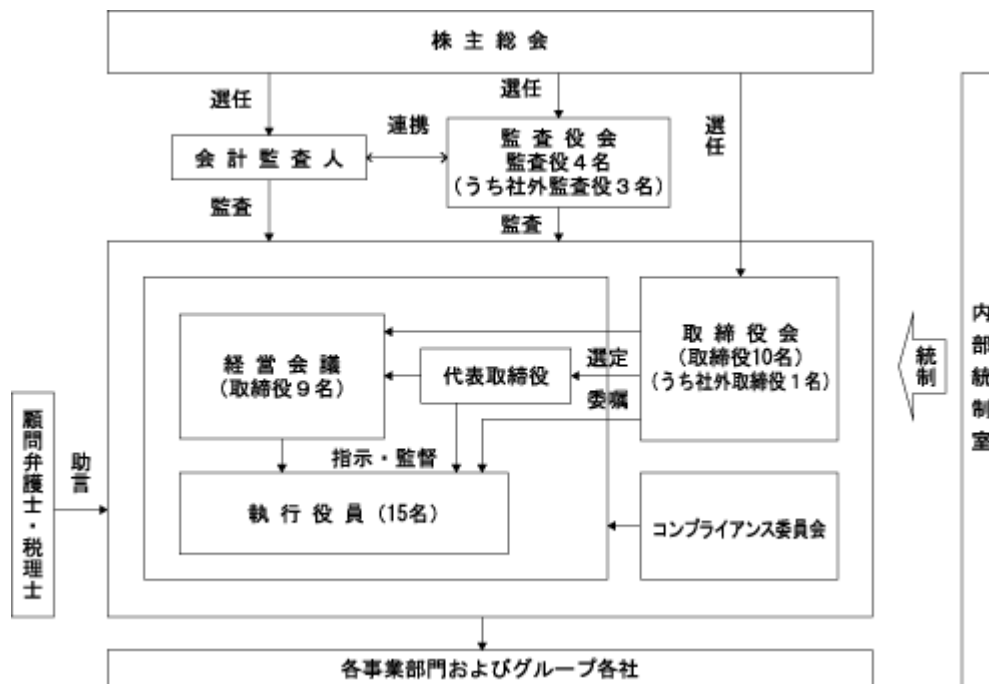 株主総会
選任
選任
選任
会計監査人
連携
監査役会
監査役4名
(うち社外監査役3名)
監査
監査
経営会議
(取締役9名)
代表取締役
選定
委嘱
取締役会
(取締役10名)
(うち社外取締役1名)
統制
内部統制室
顧問弁護士・税理士
助言
指示・監督
執行役員(15名)
コンプライアンス委員会
各事業部門およびグループ各社